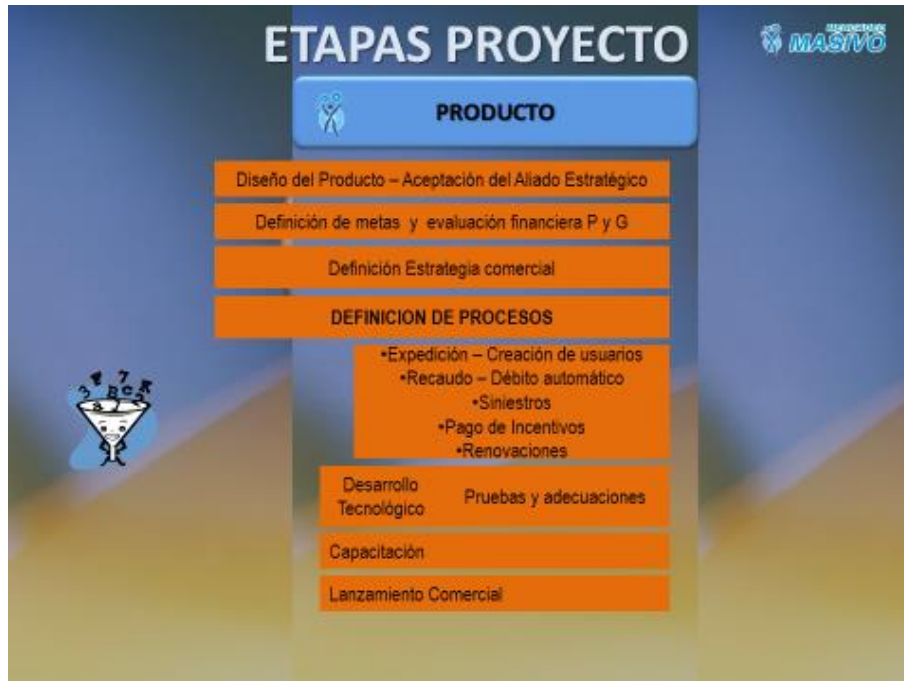 ETAPAS PROYECTO
MERCADEO
MASIVO
PRODUCTO
Diseño del Producto – Aceptación del Aliado Estratégico
Definición de metas y evaluación financiera P y G
Definición Estrategia comercial
DEFINICION DE PROCESOS
•Expedición – Creación de usuarios
•Recaudo – Débito automático
•Siniestros
•Pago de Incentivos
•Renovaciones
Desarrollo
Tecnológico
Pruebas y adecuaciones
Capacitación
Lanzamiento Comercial